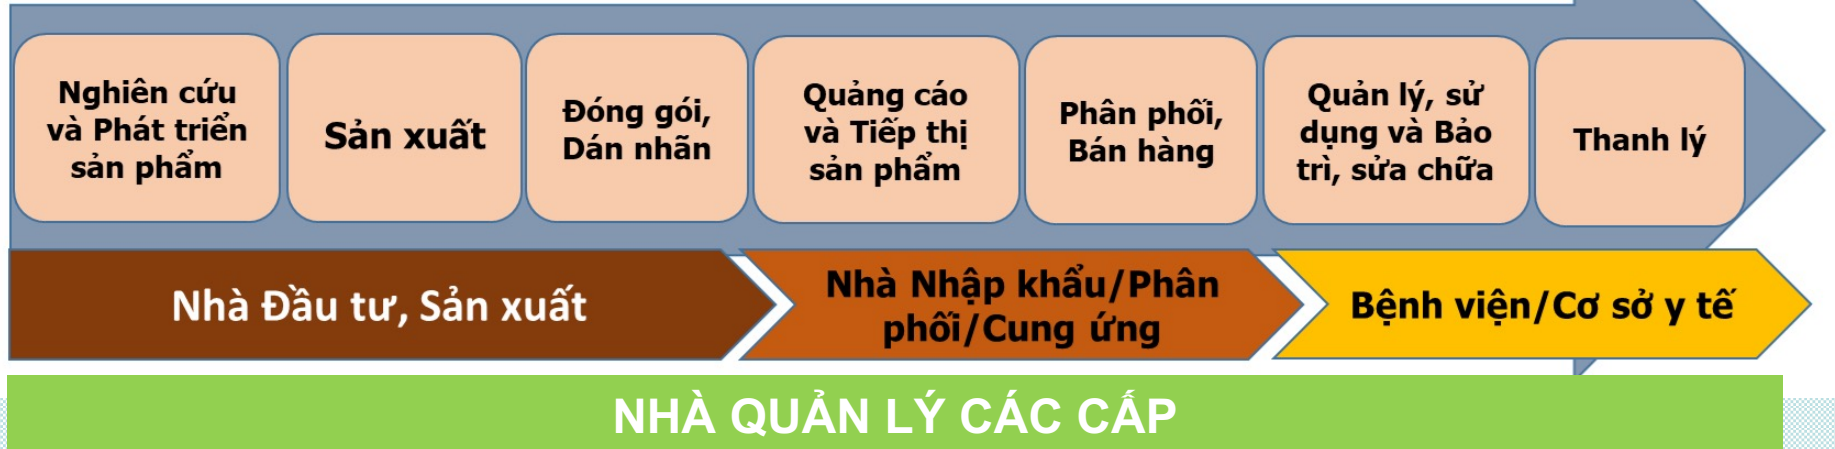 Nghiên cứu
và Phát triển
sản phẩm
Sản xuất
Đóng gói,
Dán nhãn
Quảng cáo
và Tiếp thị
sản phẩm
Phân phối,
Bán hàng
Quản lý, sử
dụng và Bảo
trì, sửa chữa
Thanh lý
Nhà Đầu tư, Sản xuất
Nhà Nhập khẩu/Phân
phối/Cung ứng
Bệnh viện/Cơ sở y tế
NHÀ QUẢN LÝ CÁC CẤP